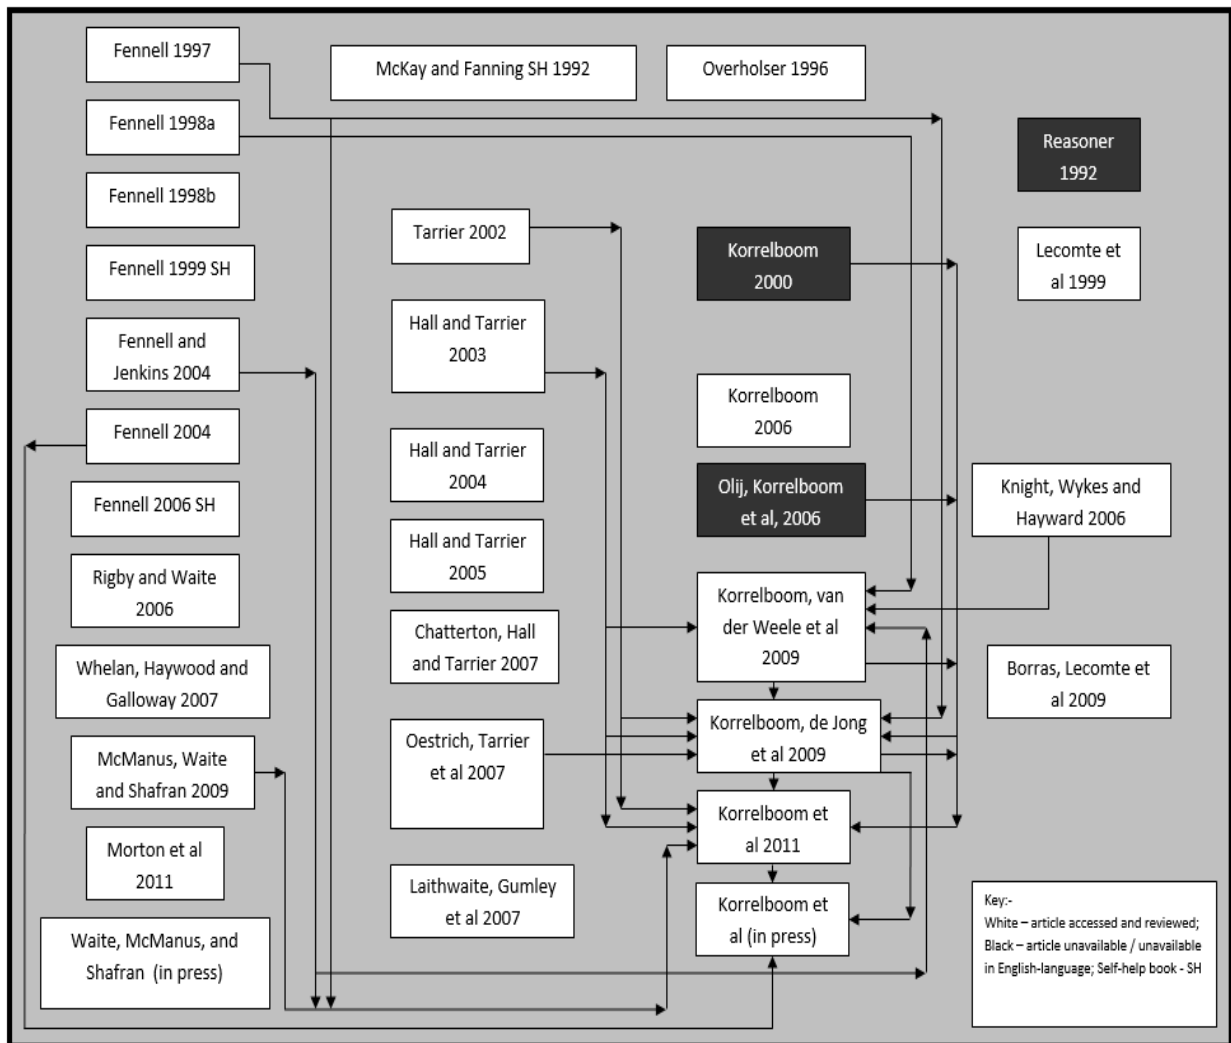 Fennell 1997
McKay and Fanning SH 1992
Overholser 1996
Fennell 1998a
Reasoner
1992
Fennell 1998b
Tarrier 2002
Korrelboom
2000
Lecomte et
al 1999
Fennell 1999 SH
Hall and Tarrier
2003
Fennell and
Jenkins 2004
Korrelboom
2006
Fennell 2004
Hall and Tarrier
2004
Olij, Korrelboom
et al, 2006
Knight, Wykes and
Hayward 2006
Fennell 2006 SH
Hall and Tarrier
2005
Rigby and Waite
2006
Korrelboom, van
der Weele et al
2009
Chatterton, Hall
and Tarrier 2007
Whelan, Haywood and
Galloway 2007
Borras, Lecomte et
al 2009
Korrelboom, de Jong
et al 2009
Oestrich, Tarrier
et al 2007
McManus, Waite
and Shafran 2009
Korrelboom et
al 2011
Morton et al
2011
Laithwaite, Gumley
et al 2007
Korrelboom et
al (in press)
Waite, McManus, and
Shafran (in press)
Key:-
White – article accessed and reviewed;
Black – article unavailable / unavailable
in English-language; Self-help book - SH